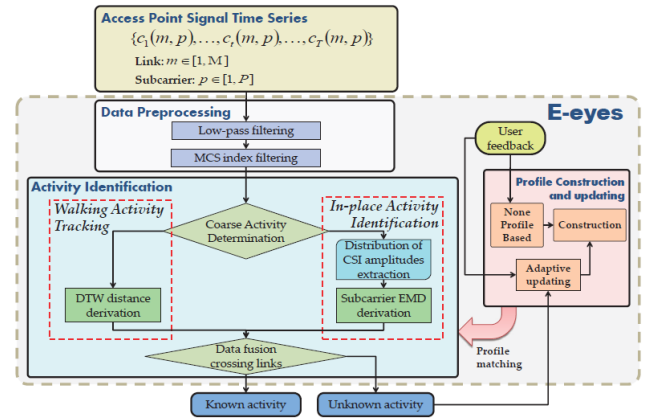 Access Point Signal Time Series
{c₁(m, p),...,cₜ(m, p),...,c_T(m, p)}
Link: m ∈ [1, M]
Subcarrier: p ∈ [1, P]
E-eyes
Data Preprocessing
Low-pass filtering
MCS index filtering
User
feedback
Activity Identification
Walking Activity
Tracking
Coarse Activity
Determination
In-place Activity
Identification
Distribution of
CSI amplitudes
extraction
DTW distance
derivation
Subcarrier EMD
derivation
Data fusion
crossing links
Profile Construction
and updating
None
Profile
Based
Construction
Adaptive
updating
Profile
matching
Known activity
Unknown activity